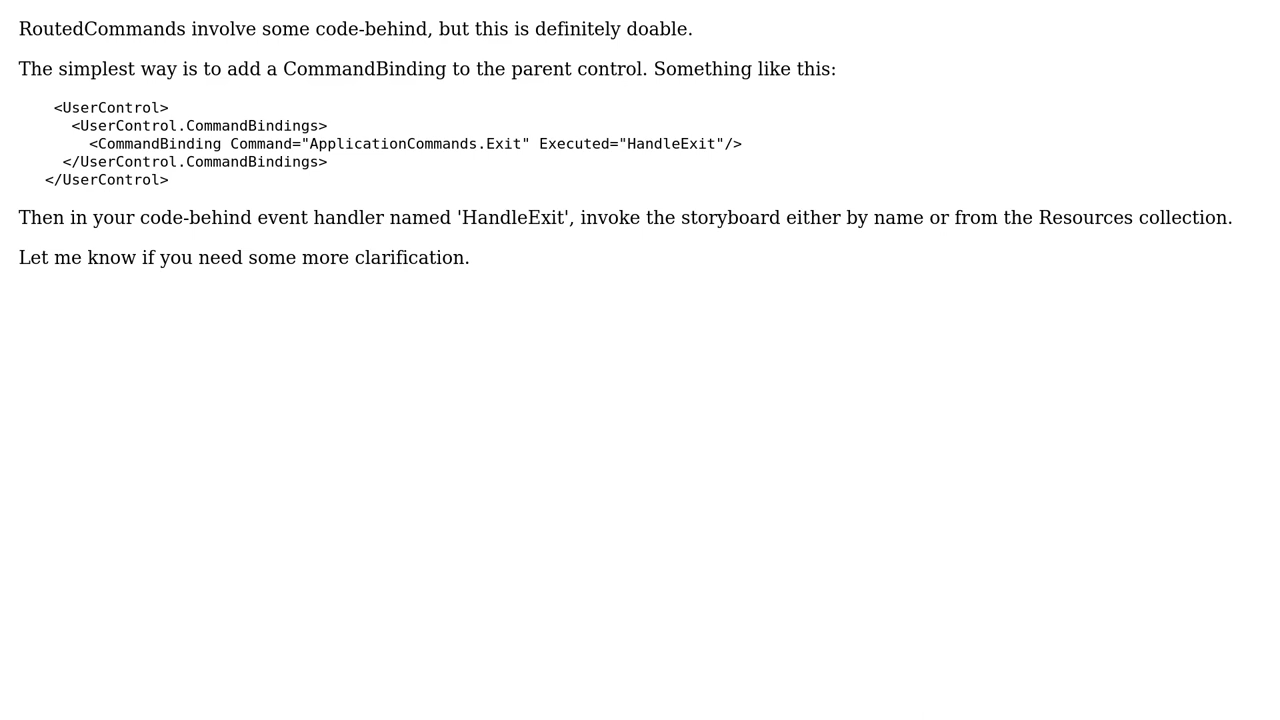 RoutedCommands involve some code-behind, but this is definitely doable.
The simplest way is to add a CommandBinding to the parent control. Something like this:
 <UserControl>
   <UserControl.CommandBindings>
     <CommandBinding Command="ApplicationCommands.Exit" Executed="HandleExit"/>
  </UserControl.CommandBindings>
</UserControl>
Then in your code-behind event handler named 'HandleExit', invoke the storyboard either by name or from the Resources collection.
Let me know if you need some more clarification.